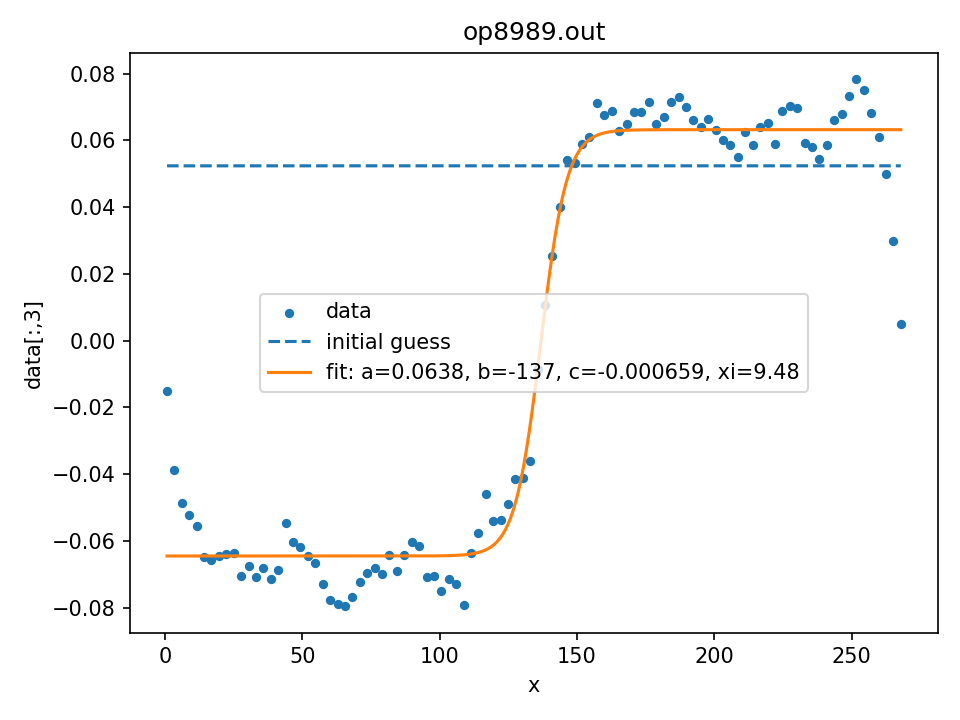 op8989.out
0.08
0.06
0.04
0.02
0.00
−0.02
−0.04
−0.06
−0.08
data[:,3]
data
initial guess
fit: a=0.0638, b=-137, c=-0.000659, xi=9.48
0 50 100 150 200 250
x